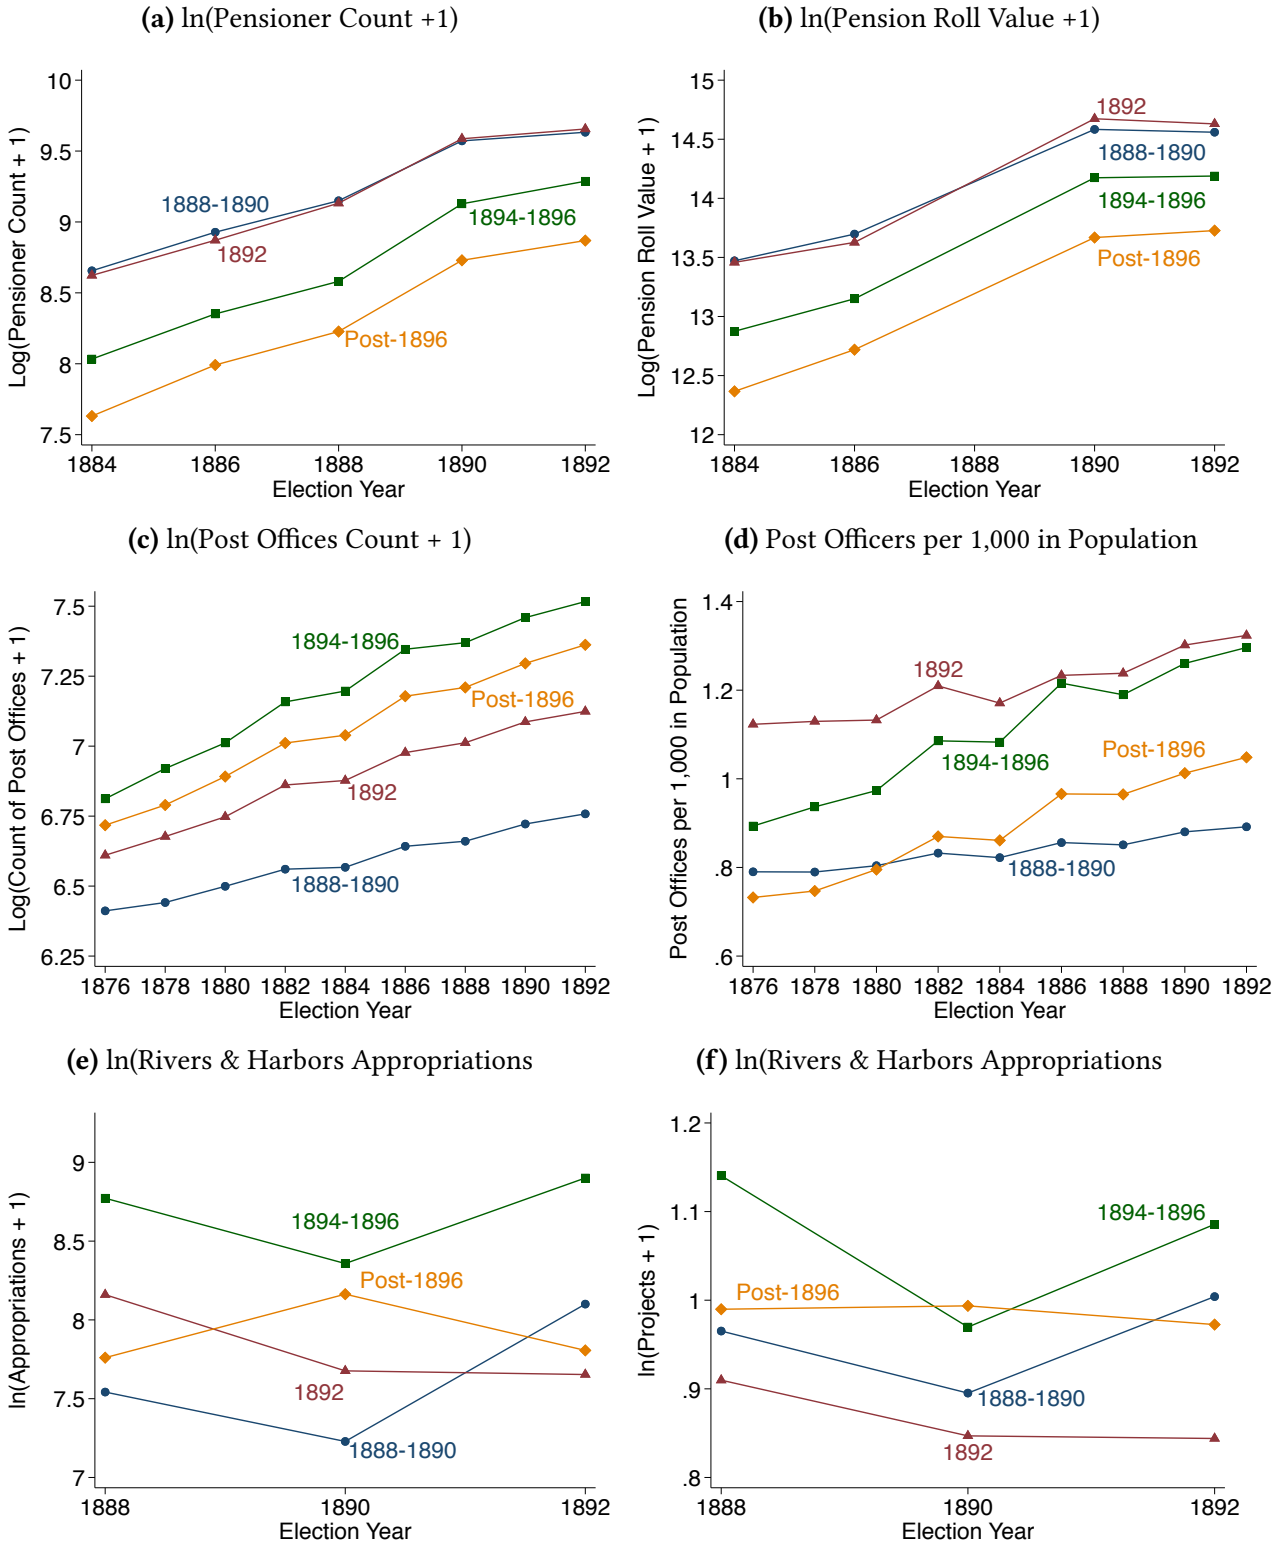 (a) ln(Pensioner Count +1)
Log(Pensioner Count + 1)
10
9.5
9
8.5
8
7.5
1888-1890
1892
1894-1896
Post-1896
1884 1886 1888 1890 1892
Election Year
(b) ln(Pension Roll Value +1)
Log(Pension Roll Value + 1)
15
14.5
14
13.5
13
12.5
12
1892
1888-1890
1894-1896
Post-1896
1884 1886 1888 1890 1892
Election Year
(c) ln(Post Offices Count + 1)
Log(Count of Post Offices + 1)
7.5
7.25
7
6.75
6.5
6.25
1894-1896
Post-1896
1892
1888-1890
1876 1878 1880 1882 1884 1886 1888 1890 1892
Election Year
(d) Post Officers per 1,000 in Population
Post Offices per 1,000 in Population
1.4
1.2
1
.8
.6
1892
1894-1896
Post-1896
1888-1890
1876 1878 1880 1882 1884 1886 1888 1890 1892
Election Year
(e) ln(Rivers & Harbors Appropriations
ln(Appropriations + 1)
9
8.5
8
7.5
7
1894-1896
Post-1896
1892
1888-1890
1888 1890 1892
Election Year
(f) ln(Rivers & Harbors Appropriations
ln(Projects + 1)
1.2
1.1
1
.9
.8
1894-1896
Post-1896
1888-1890
1892
1888 1890 1892
Election Year